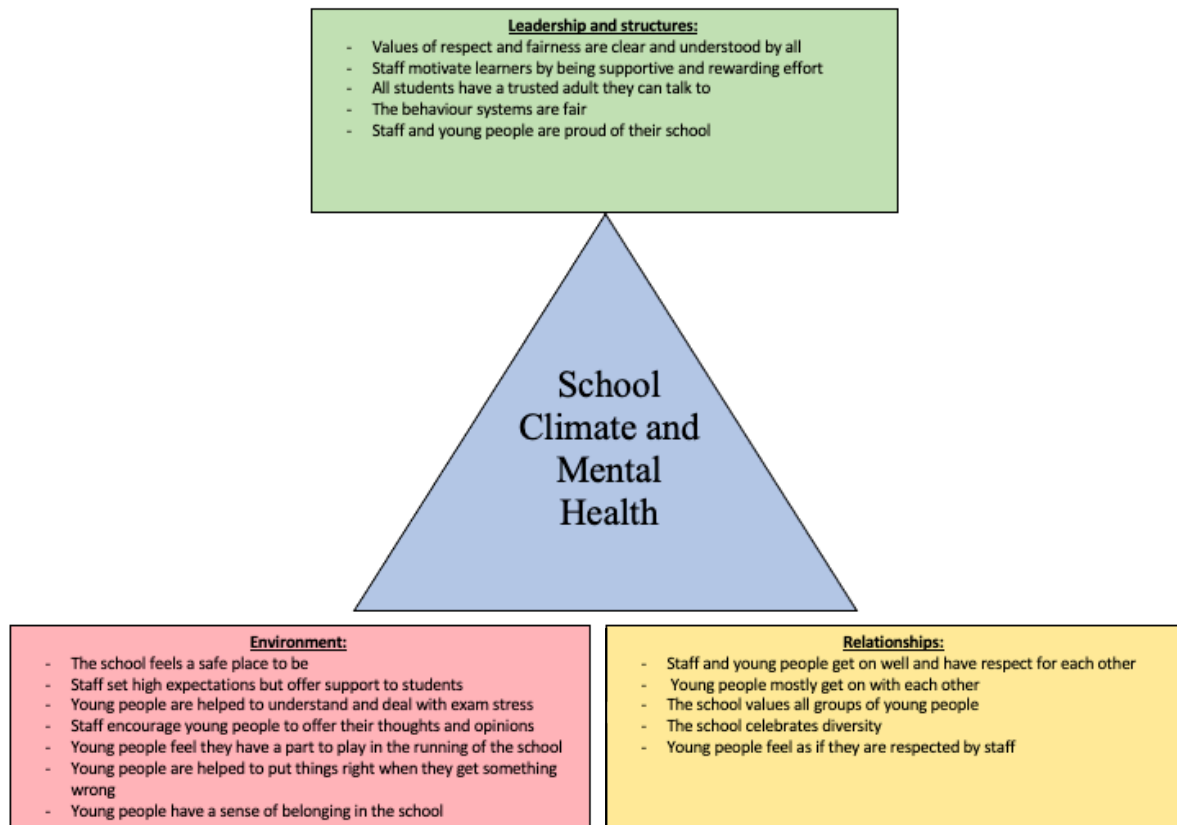 Leadership and structures:
- Values of respect and fairness are clear and understood by all
- Staff motivate learners by being supportive and rewarding effort
- All students have a trusted adult they can talk to
- The behaviour systems are fair
- Staff and young people are proud of their school
School
Climate and
Mental
Health
Environment:
- The school feels a safe place to be
- Staff set high expectations but offer support to students
- Young people are helped to understand and deal with exam stress
- Staff encourage young people to offer their thoughts and opinions
- Young people feel they have a part to play in the running of the school
- Young people are helped to put things right when they get something
wrong
- Young people have a sense of belonging in the school
Relationships:
- Staff and young people get on well and have respect for each other
- Young people mostly get on with each other
- The school values all groups of young people
- The school celebrates diversity
- Young people feel as if they are respected by staff